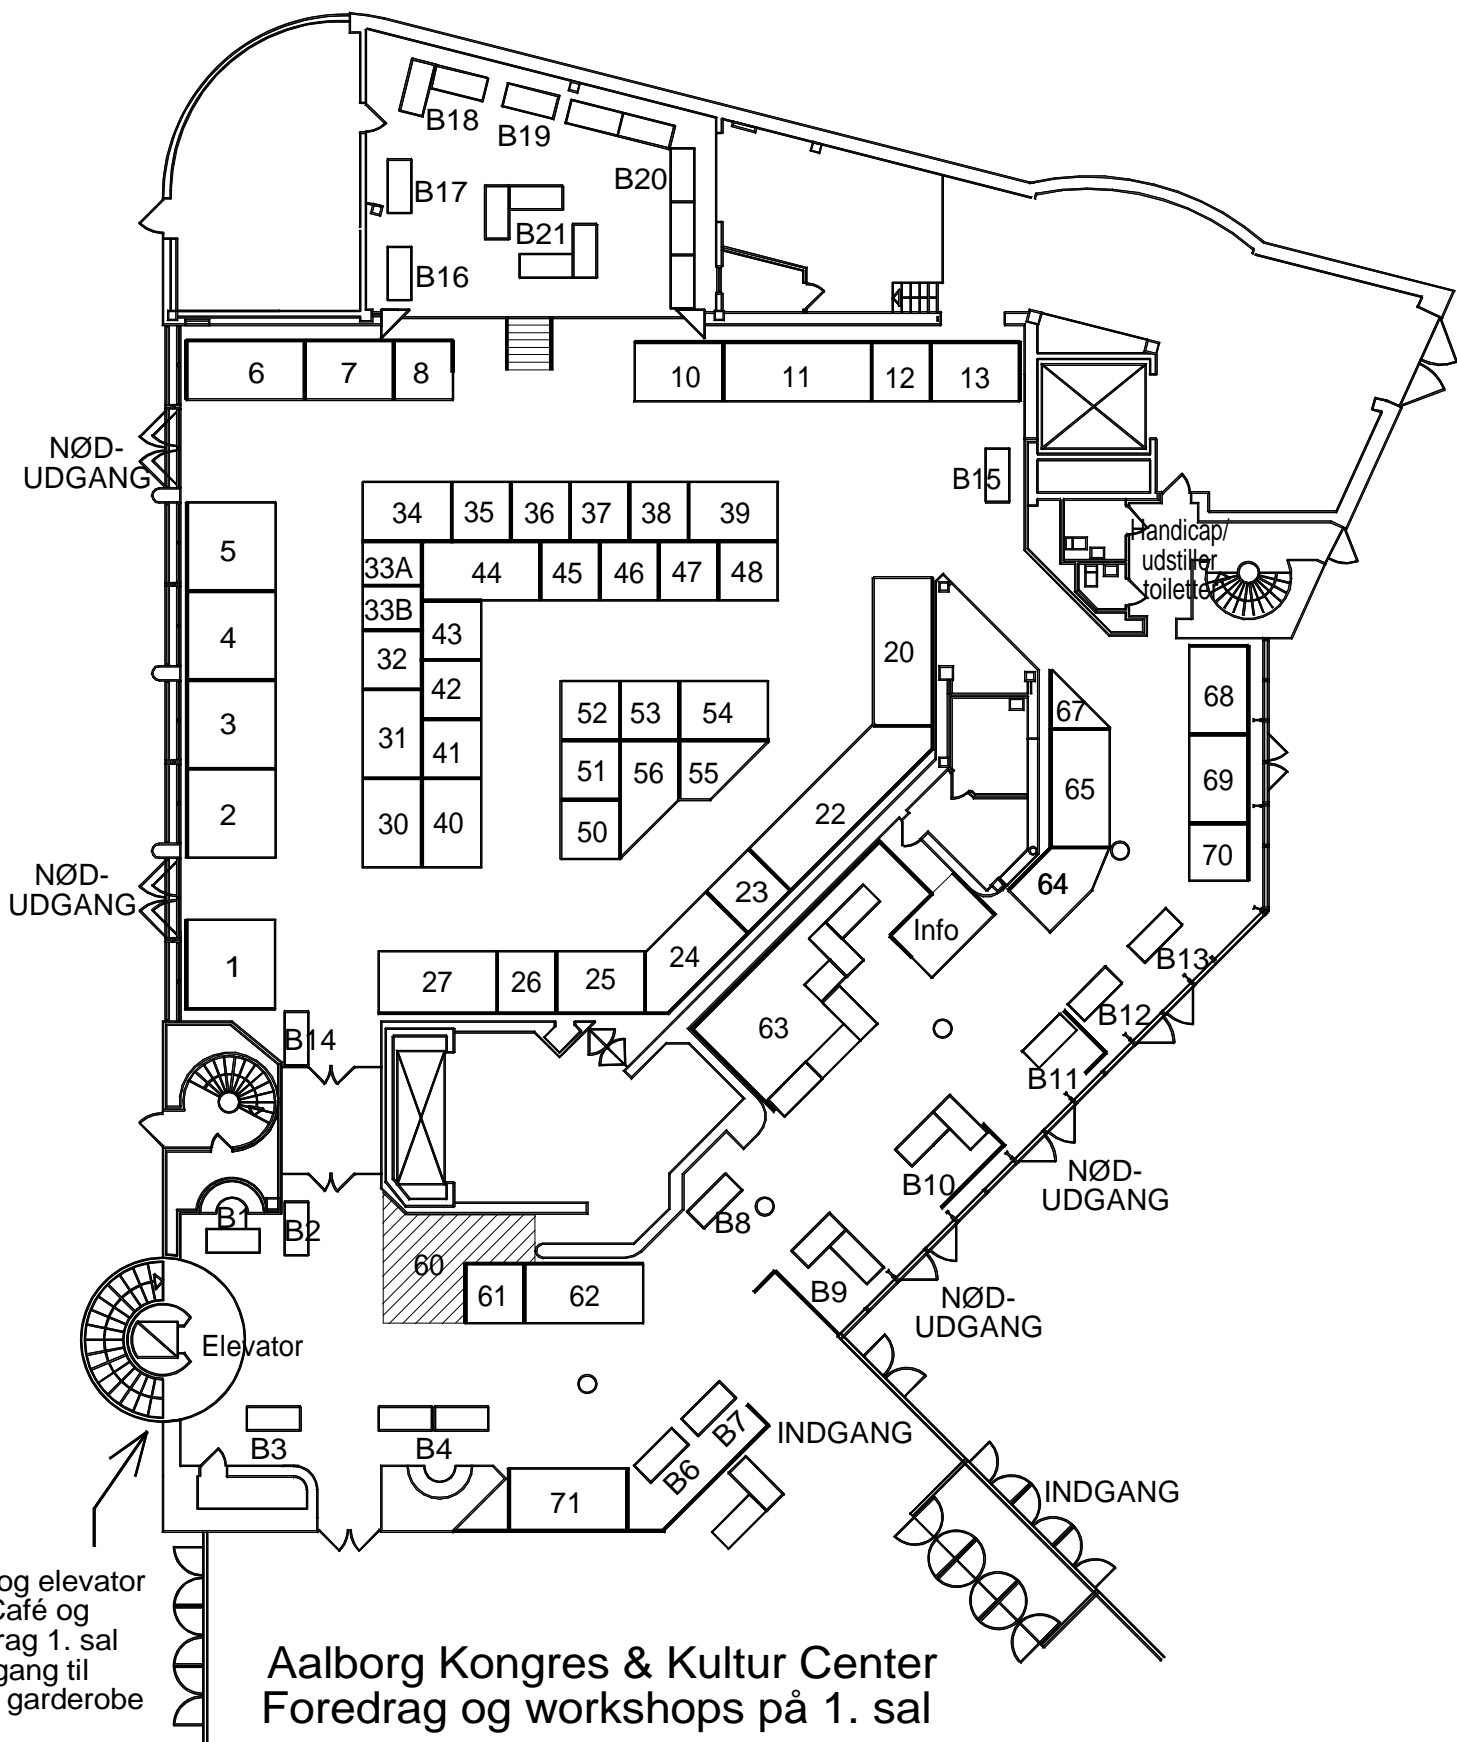 B18
B19
B17
B20
B21
B16
6
7
8
10
11
12
13
NØD-
UDGANG
B15
34
35
36
37
38
39
Handicap/
udstiller
toiletter
5
33A
44
45
46
47
48
33B
43
4
32
20
42
68
52
53
54
67
3
31
41
51
56
55
65
69
2
30
40
50
22
70
NØD-
UDGANG
23
64
Info
1
27
26
25
24
B13
63
B12
B14
B11
NØD-
UDGANG
B10
B1
B2
B8
60
61
62
B9
NØD-
UDGANG
Elevator
B3
B4
B6
B7
INDGANG
71
INDGANG
og elevator
Café og
rag 1. sal
gang til
garderobe
Aalborg Kongres & Kultur Center
Foredrag og workshops på 1. sal